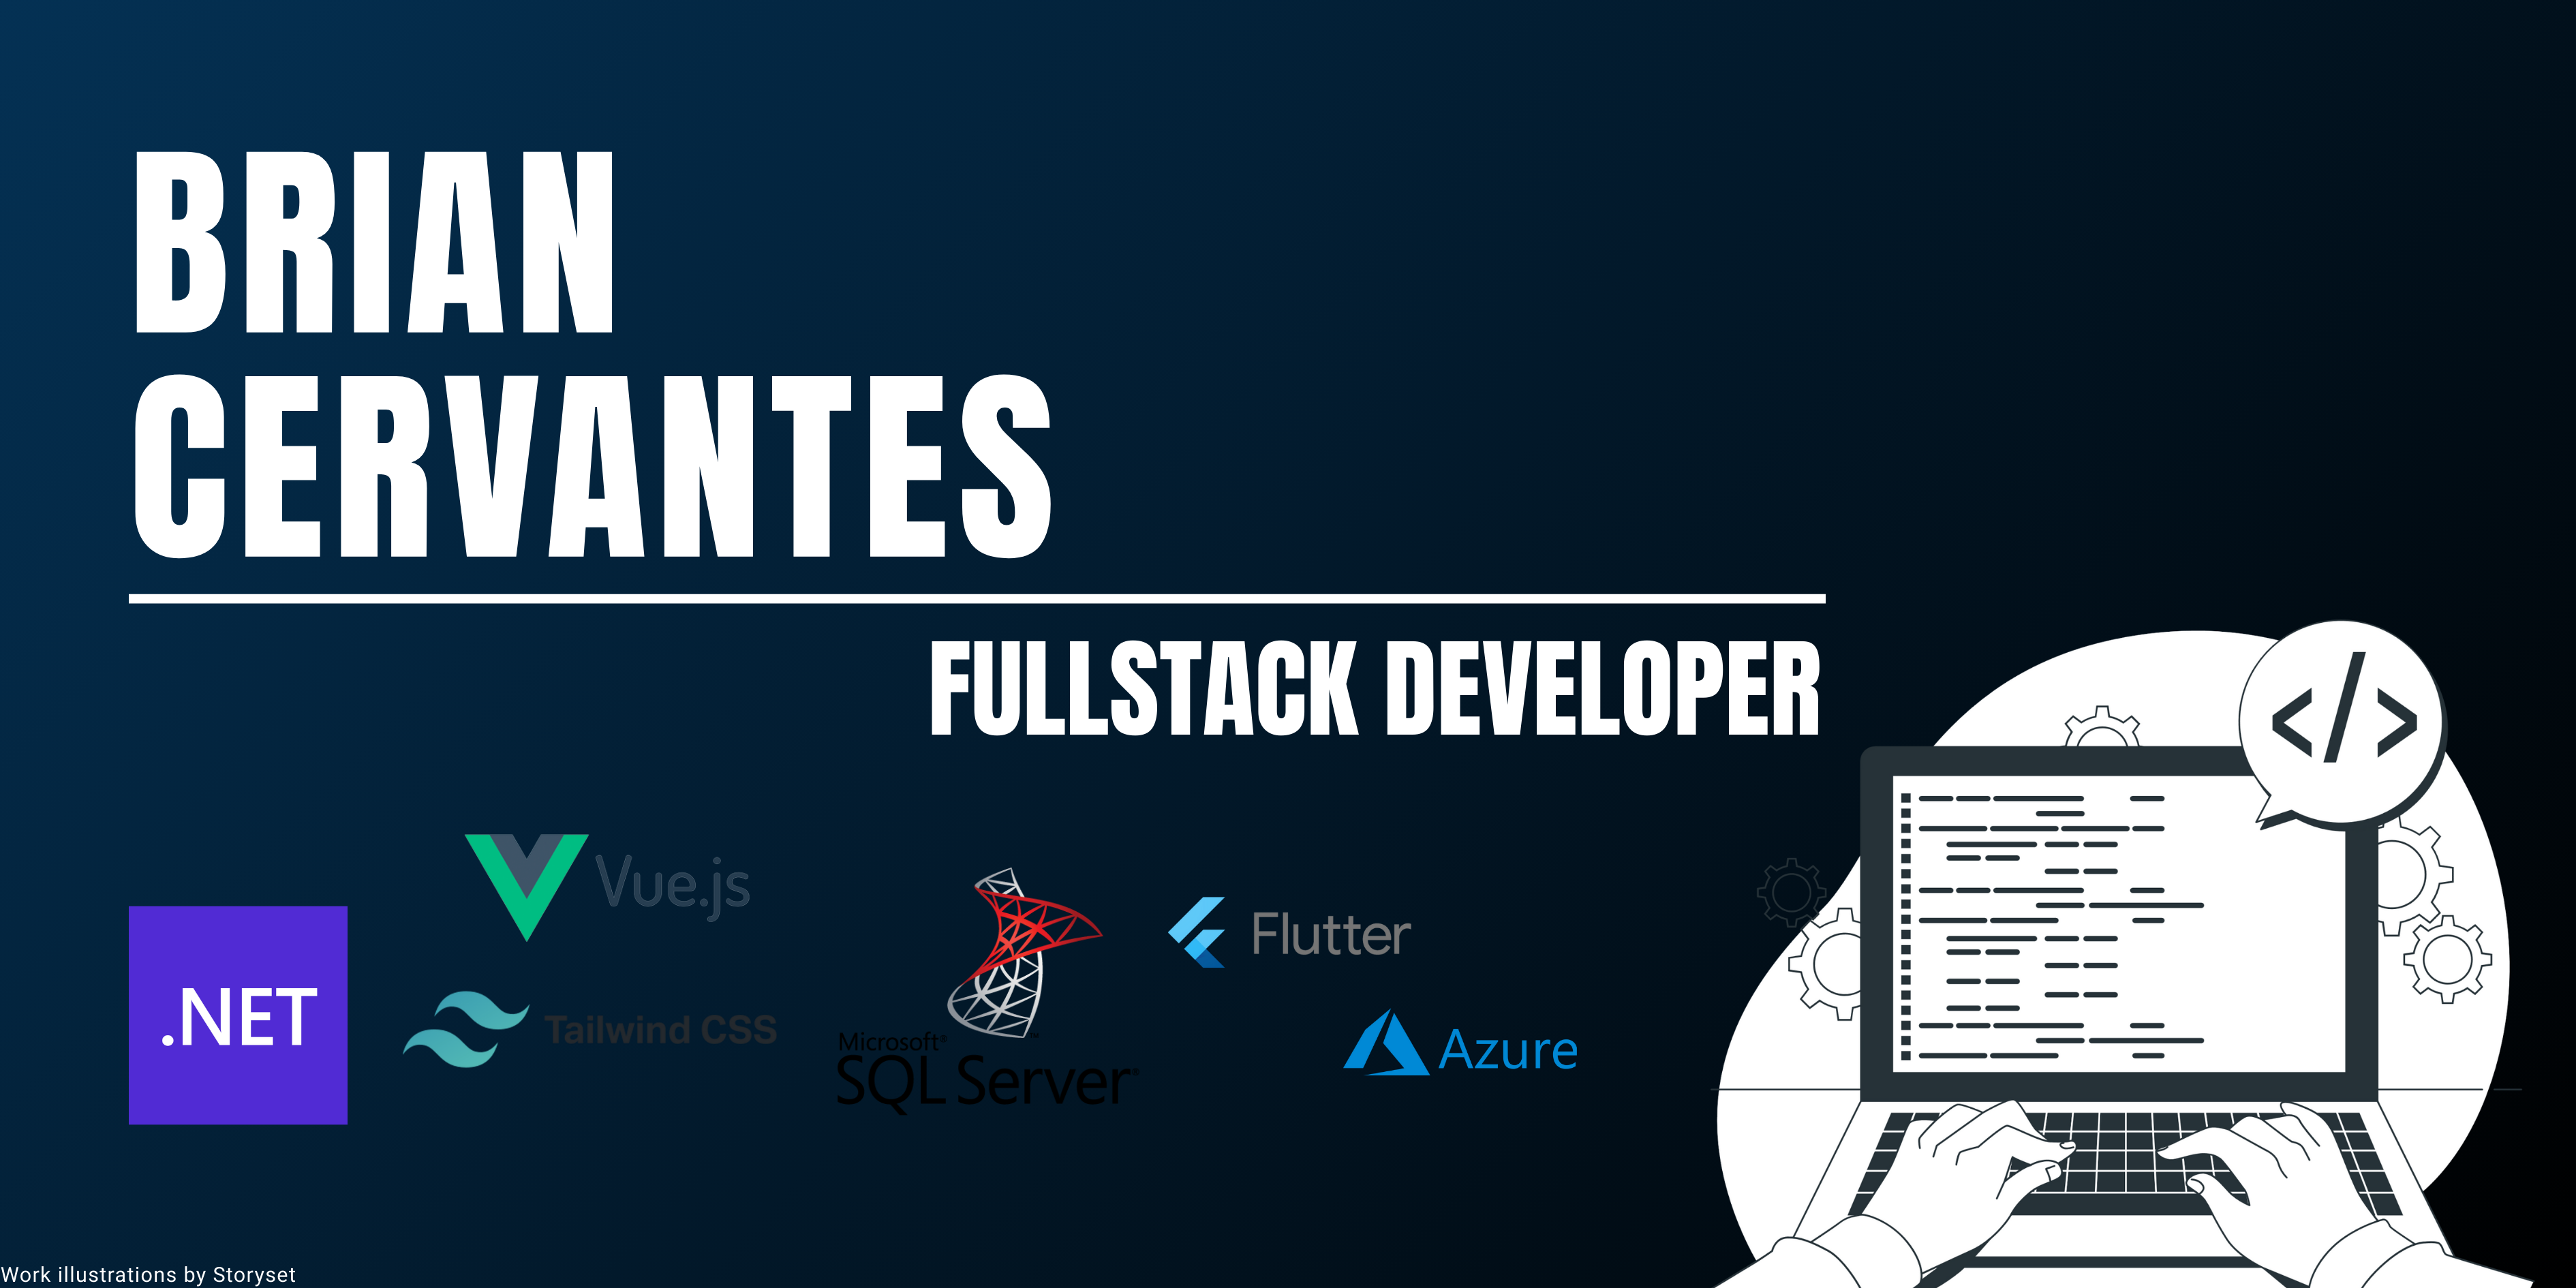 BRIAN
CERVANTES
FULLSTACK DEVELOPER
</>
Vue.js
.NET
Tailwind CSS
Microsoft®
SQL Server®
Flutter
Azure
Work illustrations by Storyset